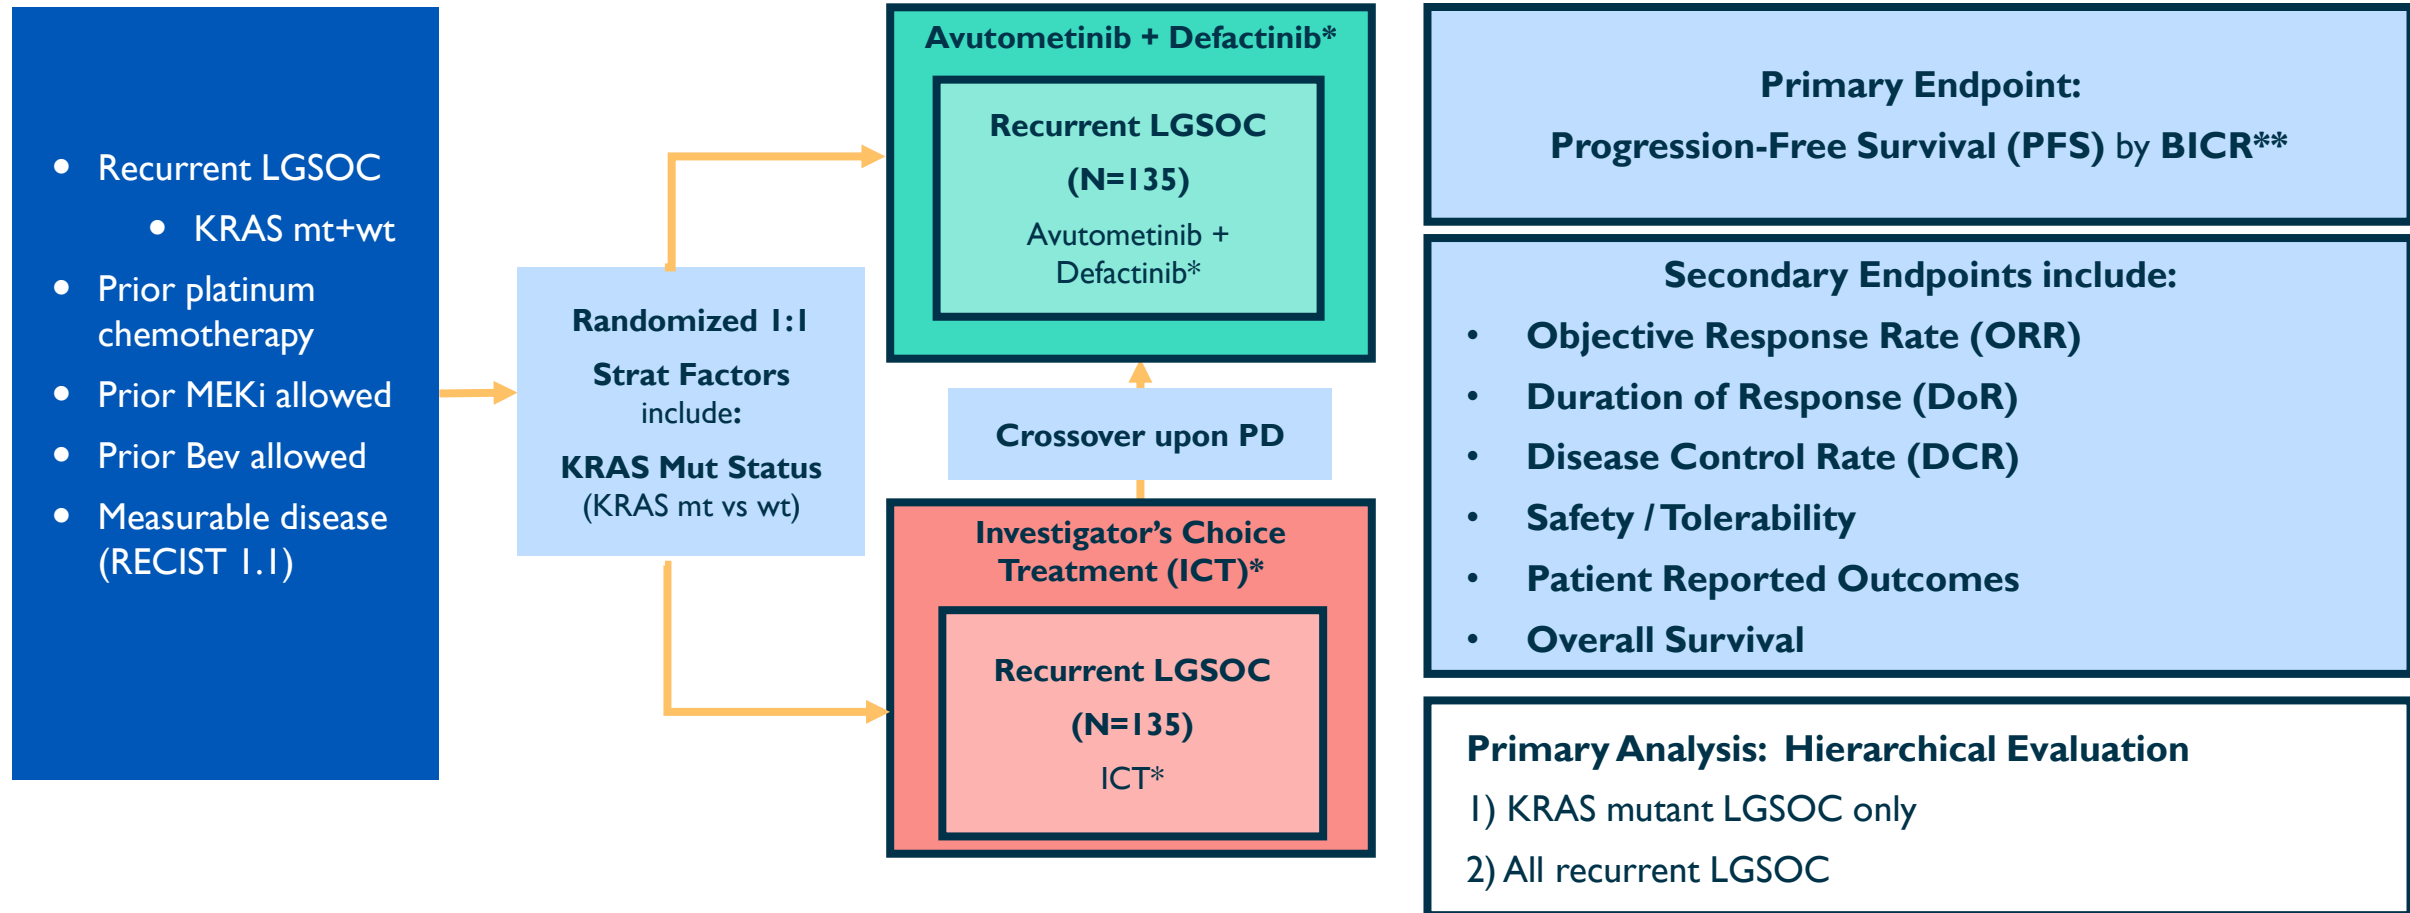 • Recurrent LGSOC
• KRAS mt+wt
• Prior platinum
chemotherapy
• Prior MEKi allowed
• Prior Bev allowed
• Measurable disease
(RECIST 1.1)
Randomized 1:1
Strat Factors
include:
KRAS Mut Status
(KRAS mt vs wt)
Avutometinib + Defactinib*
Recurrent LGSOC
(N=135)
Avutometinib +
Defactinib*
Crossover upon PD
Investigator’s Choice
Treatment (ICT)*
Recurrent LGSOC
(N=135)
ICT*
Primary Endpoint:
Progression-Free Survival (PFS) by BICR**
Secondary Endpoints include:
• Objective Response Rate (ORR)
• Duration of Response (DoR)
• Disease Control Rate (DCR)
• Safety / Tolerability
• Patient Reported Outcomes
• Overall Survival
Primary Analysis: Hierarchical Evaluation
1) KRAS mutant LGSOC only
2) All recurrent LGSOC